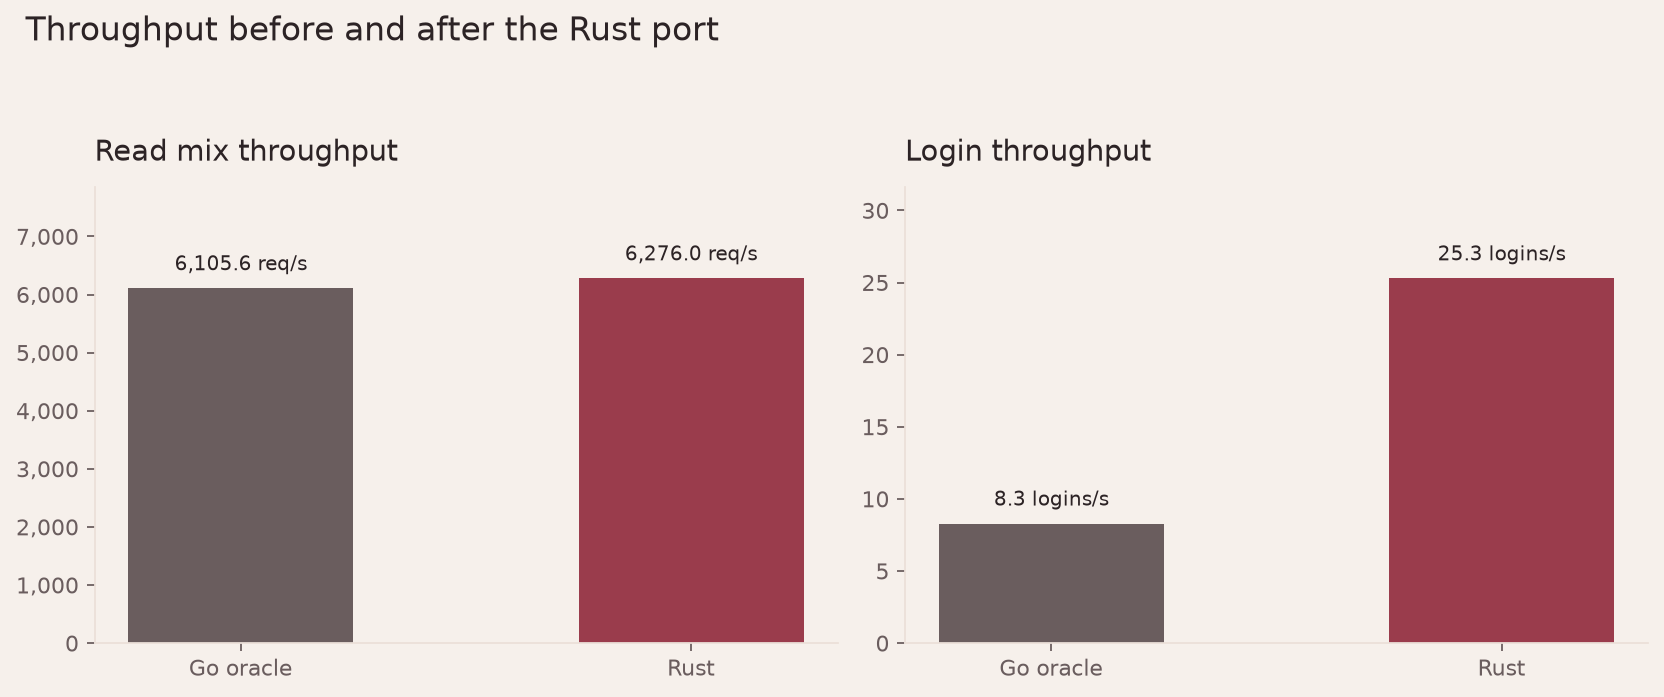 Throughput before and after the Rust port
Read mix throughput
7,000
6,000
5,000
4,000
3,000
2,000
1,000
0
6,105.6 req/s
6,276.0 req/s
Go oracle
Rust
Login throughput
30
25
20
15
10
5
0
8.3 logins/s
25.3 logins/s
Go oracle
Rust